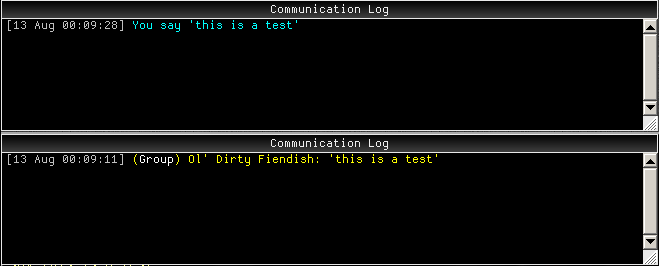 Communication Log
[13 Aug 00:09:28] You say 'this is a test'
Communication Log
[13 Aug 00:09:11] (Group) Ol' Dirty Fiendish: 'this is a test'